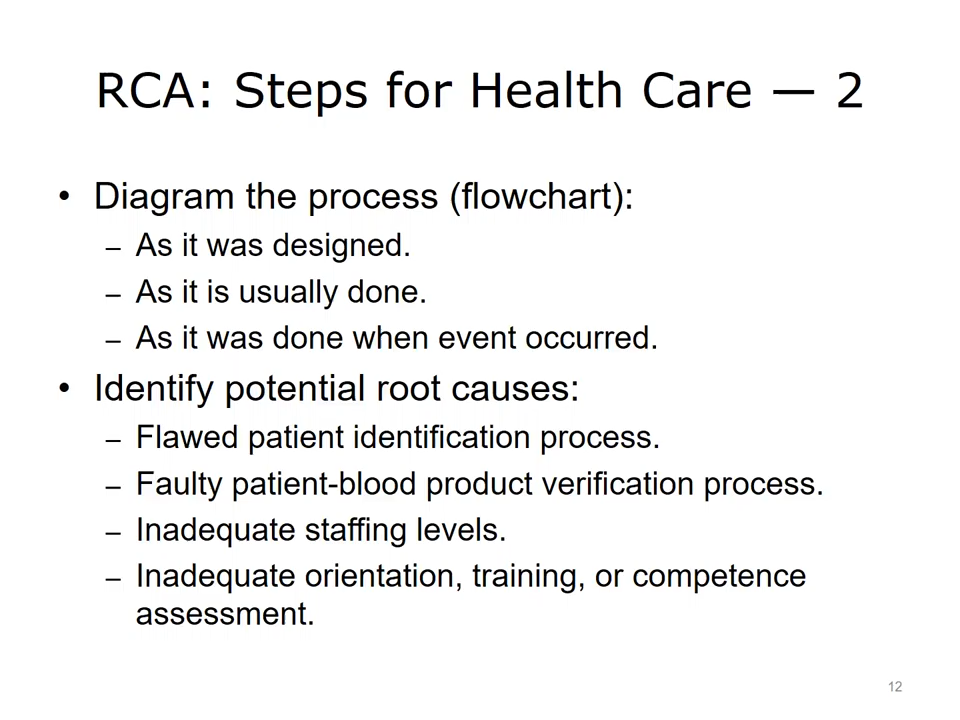 RCA: Steps for Health Care — 2
• Diagram the process (flowchart):
– As it was designed.
– As it is usually done.
– As it was done when event occurred.
• Identify potential root causes:
– Flawed patient identification process.
– Faulty patient-blood product verification process.
– Inadequate staffing levels.
– Inadequate orientation, training, or competence
assessment.
12